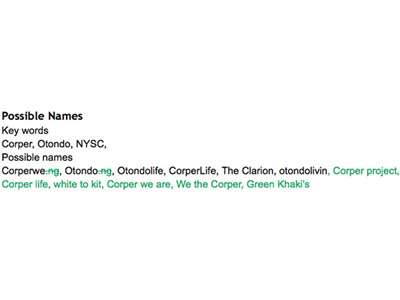 Possible Names
Key words
Corper, Otondo, NYSC,
Possible names
Corperwe.ng, Otondo.ng, Otondolife, CorperLife, The Clarion, otondolivin, Corper project,
Corper life, white to kit, Corper we are, We the Corper, Green Khaki's